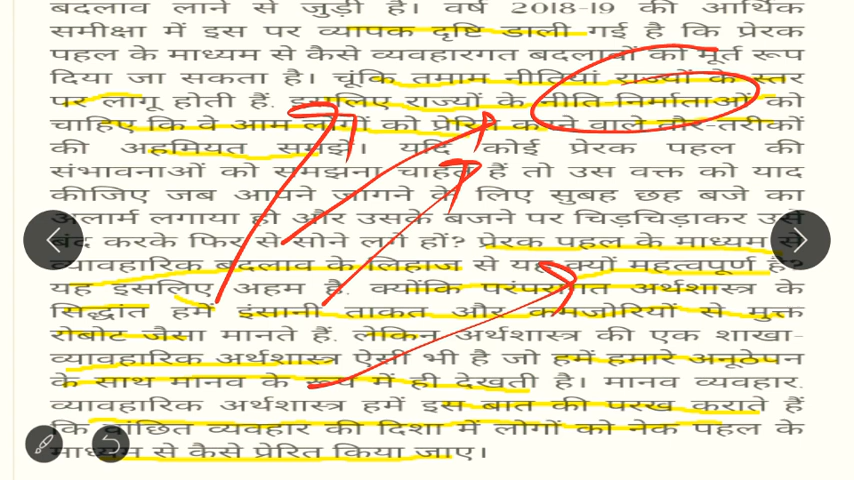 बदलाव लाने से जुड़ी है। वर्ष 2018-19 की आर्थिक
समीक्षा में इस पर व्यापक दृष्टि डाली गई है कि प्रेरक
पहल के माध्यम से कैसे व्यवहारगत बदलावों को मूर्त रूप
दिया जा सकता है। चूंकि तमाम नीतियां राज्यों के स्तर
पर लागू होती हैं. इसलिए राज्यों के नीति निर्माताओं को
चाहिए कि वे आम लोगों को प्रेरित करने वाले तौर-तरीकों
की अहमियत समझें। यदि कोई प्रेरक पहल की
संभावनाओं को समझना चाहते हैं तो उस वक्त को याद
कीजिए जब आपने जागने के लिए सुबह छह बजे का
अलार्म लगाया हो और उसके बजने पर चिड़चिड़ाकर उसे
बंद करके फिर से सोने लगे हों? प्रेरक पहल के माध्यम से
व्यावहारिक बदलाव के लिहाज से यह क्यों महत्वपूर्ण है?
यह इसलिए अहम है. क्योंकि परंपरागत अर्थशास्त्र के
सिद्धांत हमें इंसानी ताकत और कमजोरियों से मुक्त
रोबोट जैसा मानते हैं. लेकिन अर्थशास्त्र की एक शाखा-
व्यावहारिक अर्थशास्त्र ऐसी भी है जो हमें हमारे अनूठेपन
के साथ मानव के रूप में ही देखती है। मानव व्यवहार.
व्यावहारिक अर्थशास्त्र हमें इस बात की परख कराते हैं
कि वांछित व्यवहार की दिशा में लोगों को नेक पहल के
माध्यम से कैसे प्रेरित किया जाए।